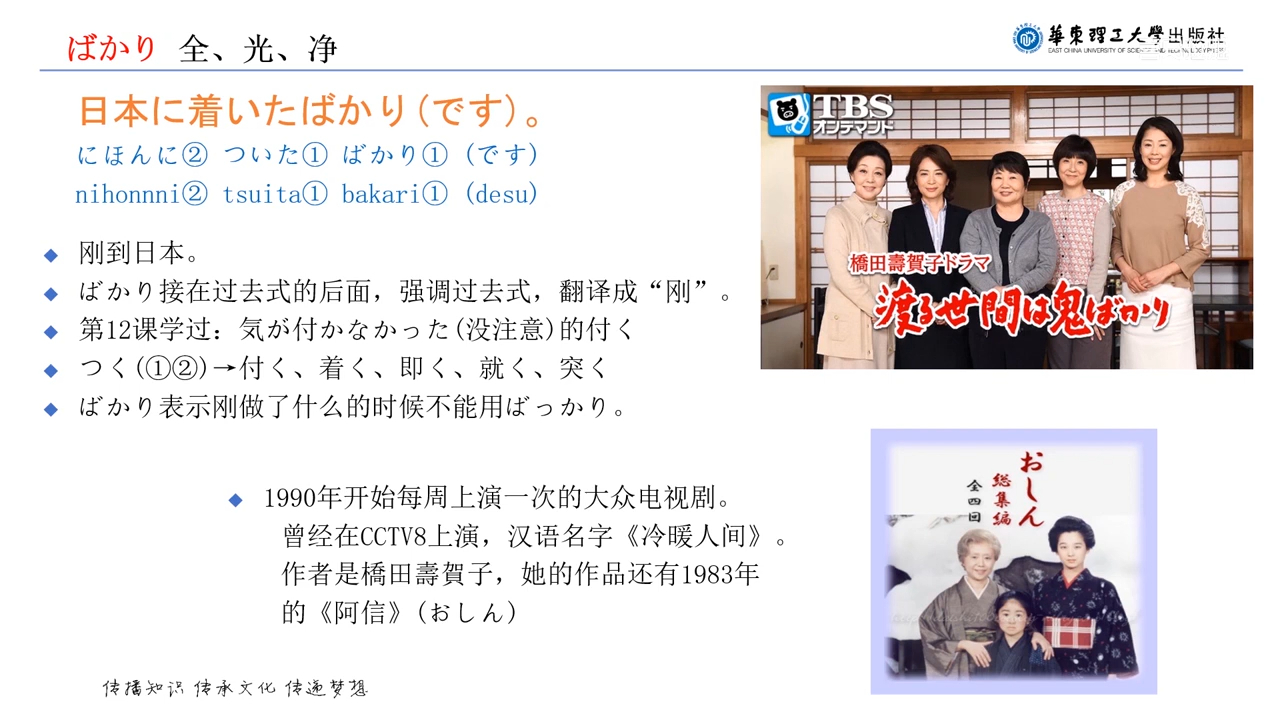 ばかり 全、光、净
華東理工大學出版社
日本に着いたばかり(です)。
にほんに② ついた① ばかり① (です)
nihonnni② tsuita① bakari① (desu)
刚到日本。
ばかり接在过去式的后面，强调过去式，翻译成“刚”。
第12课学过：気が付かなかった(没注意)的付く
つく(①②)→付く、着く、即く、就く、突く
ばかり表示刚做了什么的时候不能用ばっかり。
TBS
オンデマンド
橋田壽賀子ドラマ
渡る世間は鬼ばかり
1990年开始每周上演一次的大众电视剧。
曾经在CCTV8上演，汉语名字《冷暖人间》。
作者是橋田壽賀子，她的作品还有1983年
的《阿信》(おしん)
おしん
総集編
全四回
传播知识 传承文化 传递梦想